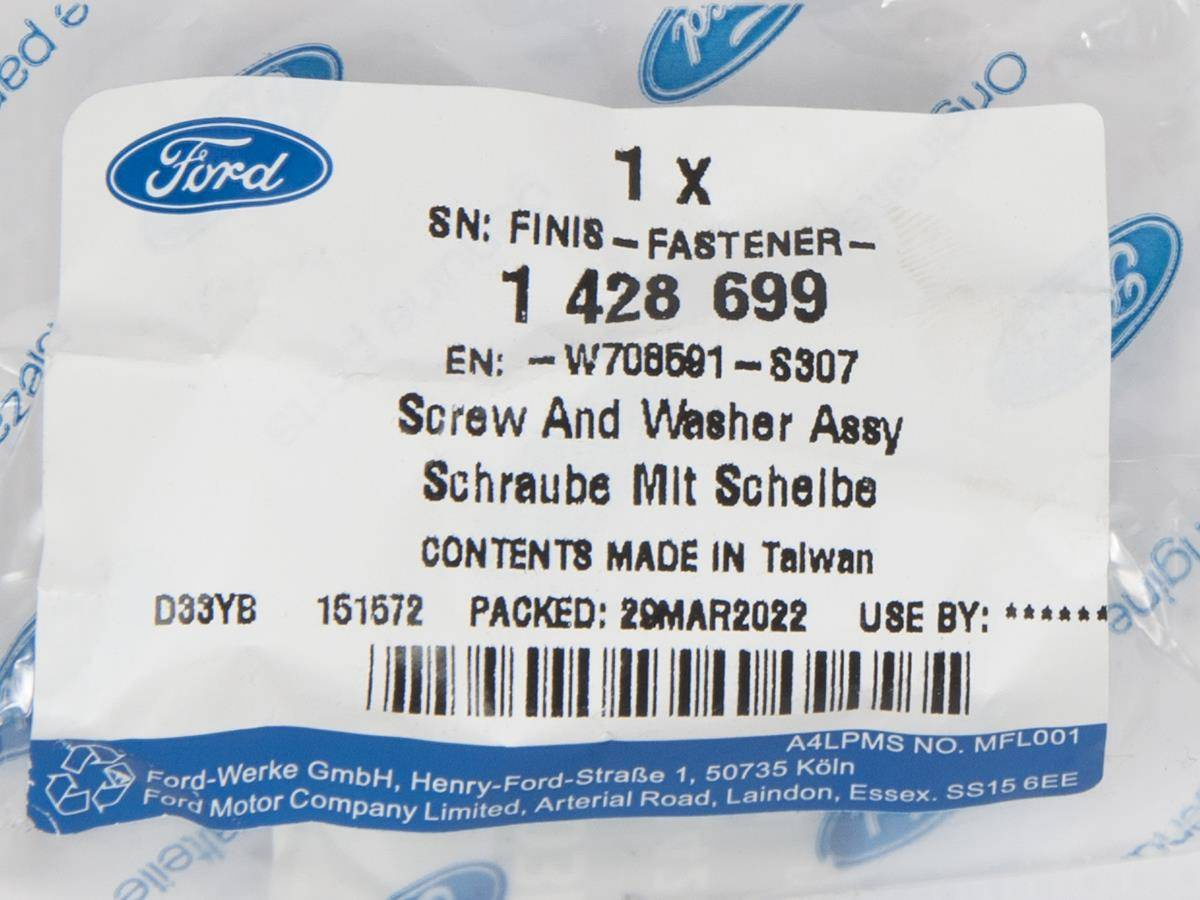 Ford
1 X
SN: FINIS-FASTENER-
1 428 699
EN: -W708591-S307
Screw And Washer Assy
Schraube Mit Scheibe
CONTENTS MADE IN Taiwan
D33YB 151572 PACKED: 29MAR2022 USE BY: ******
A4LPMS NO. MFL001
Ford-Werke GmbH, Henry-Ford-Straße 1, 50735 Köln
Ford Motor Company Limited, Arterial Road, Laindon, Essex. SS15 6EE